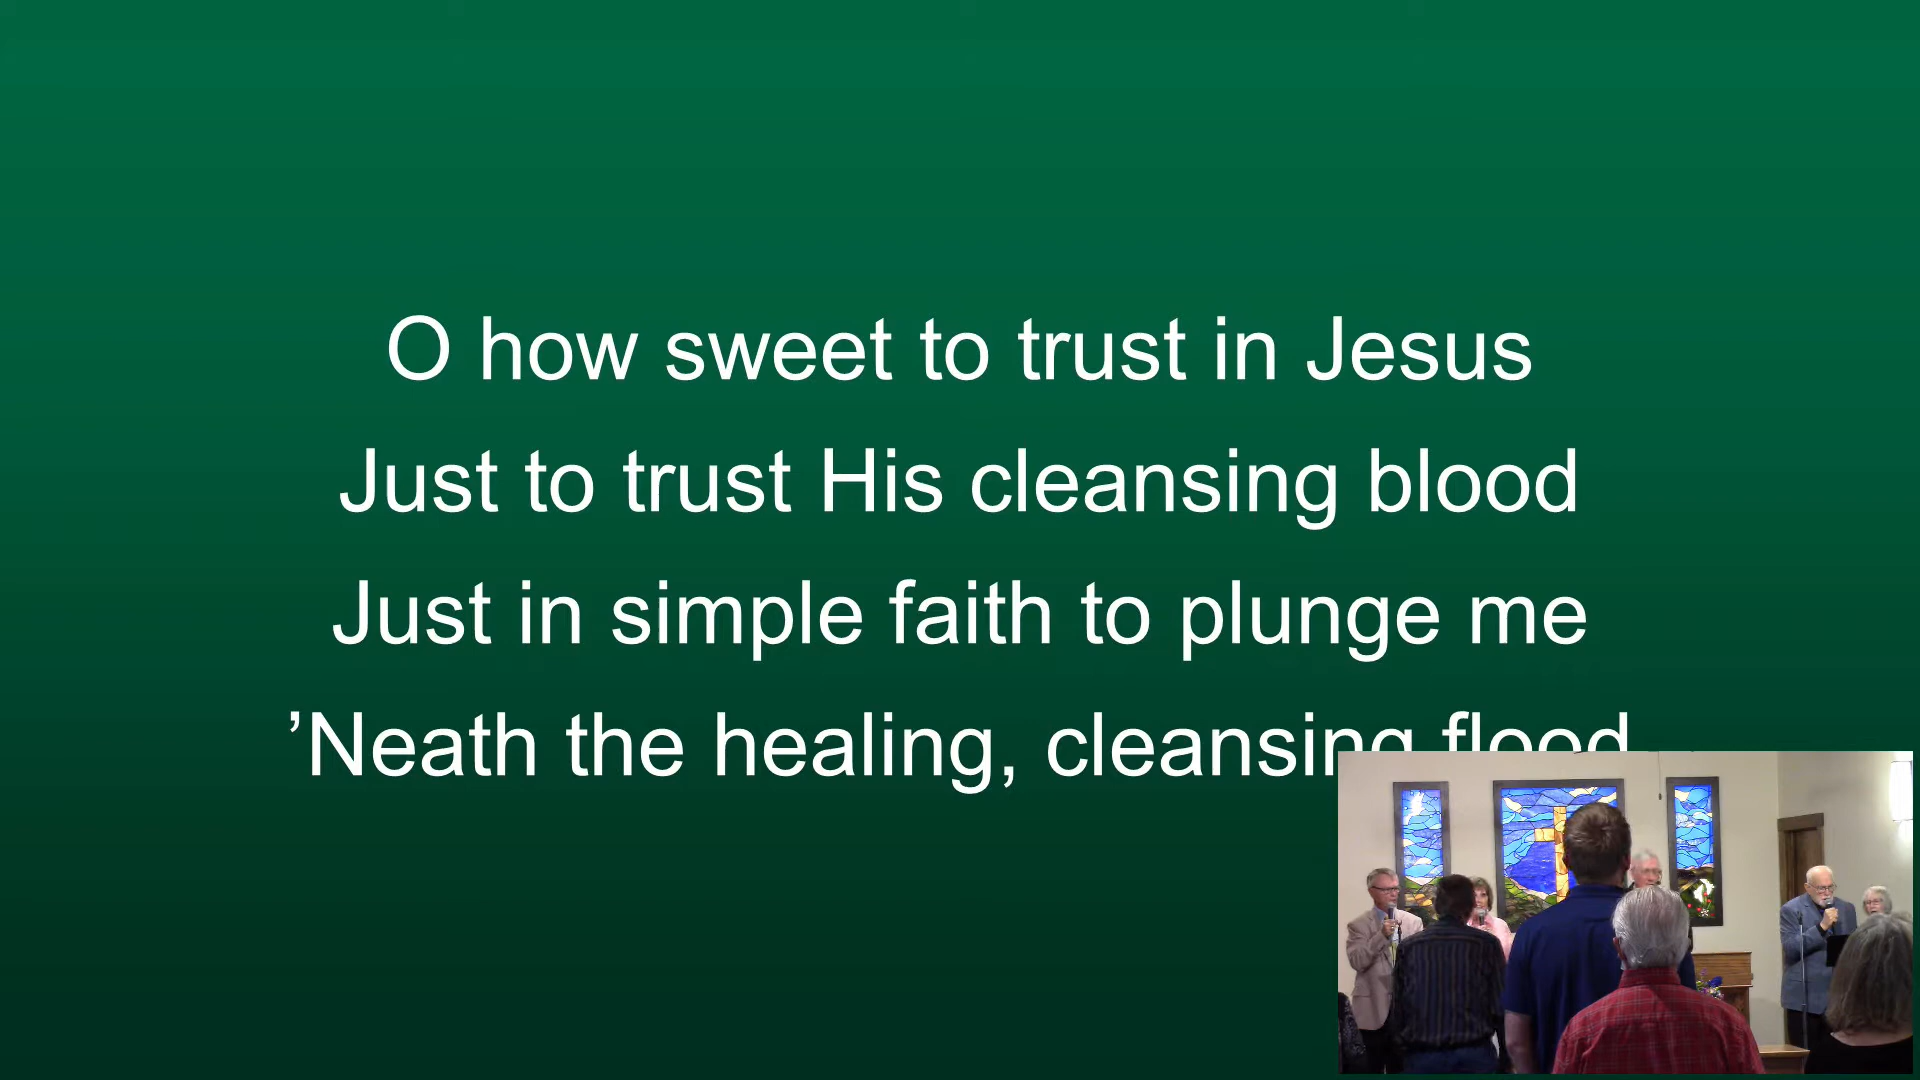 O how sweet to trust in Jesus
Just to trust His cleansing blood
Just in simple faith to plunge me
’Neath the healing, cleansing flood